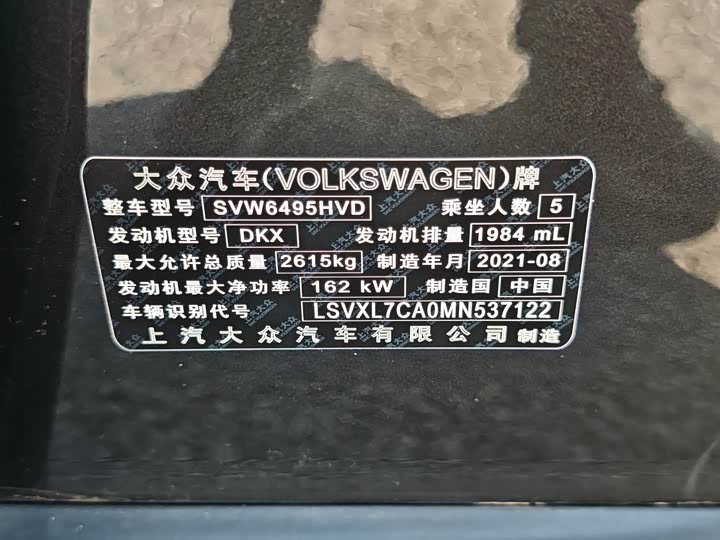 大众汽车(VOLKSWAGEN)牌
整车型号 SVW6495HVD 乘坐人数 5
发动机型号 DKX 发动机排量 1984 mL
最大允许总质量 2615kg 制造年月 2021-08
发动机最大净功率 162 kW 制造国 中国
车辆识别代号 LSVXL7CA0MN537122
上汽大众汽车有限公司 制造